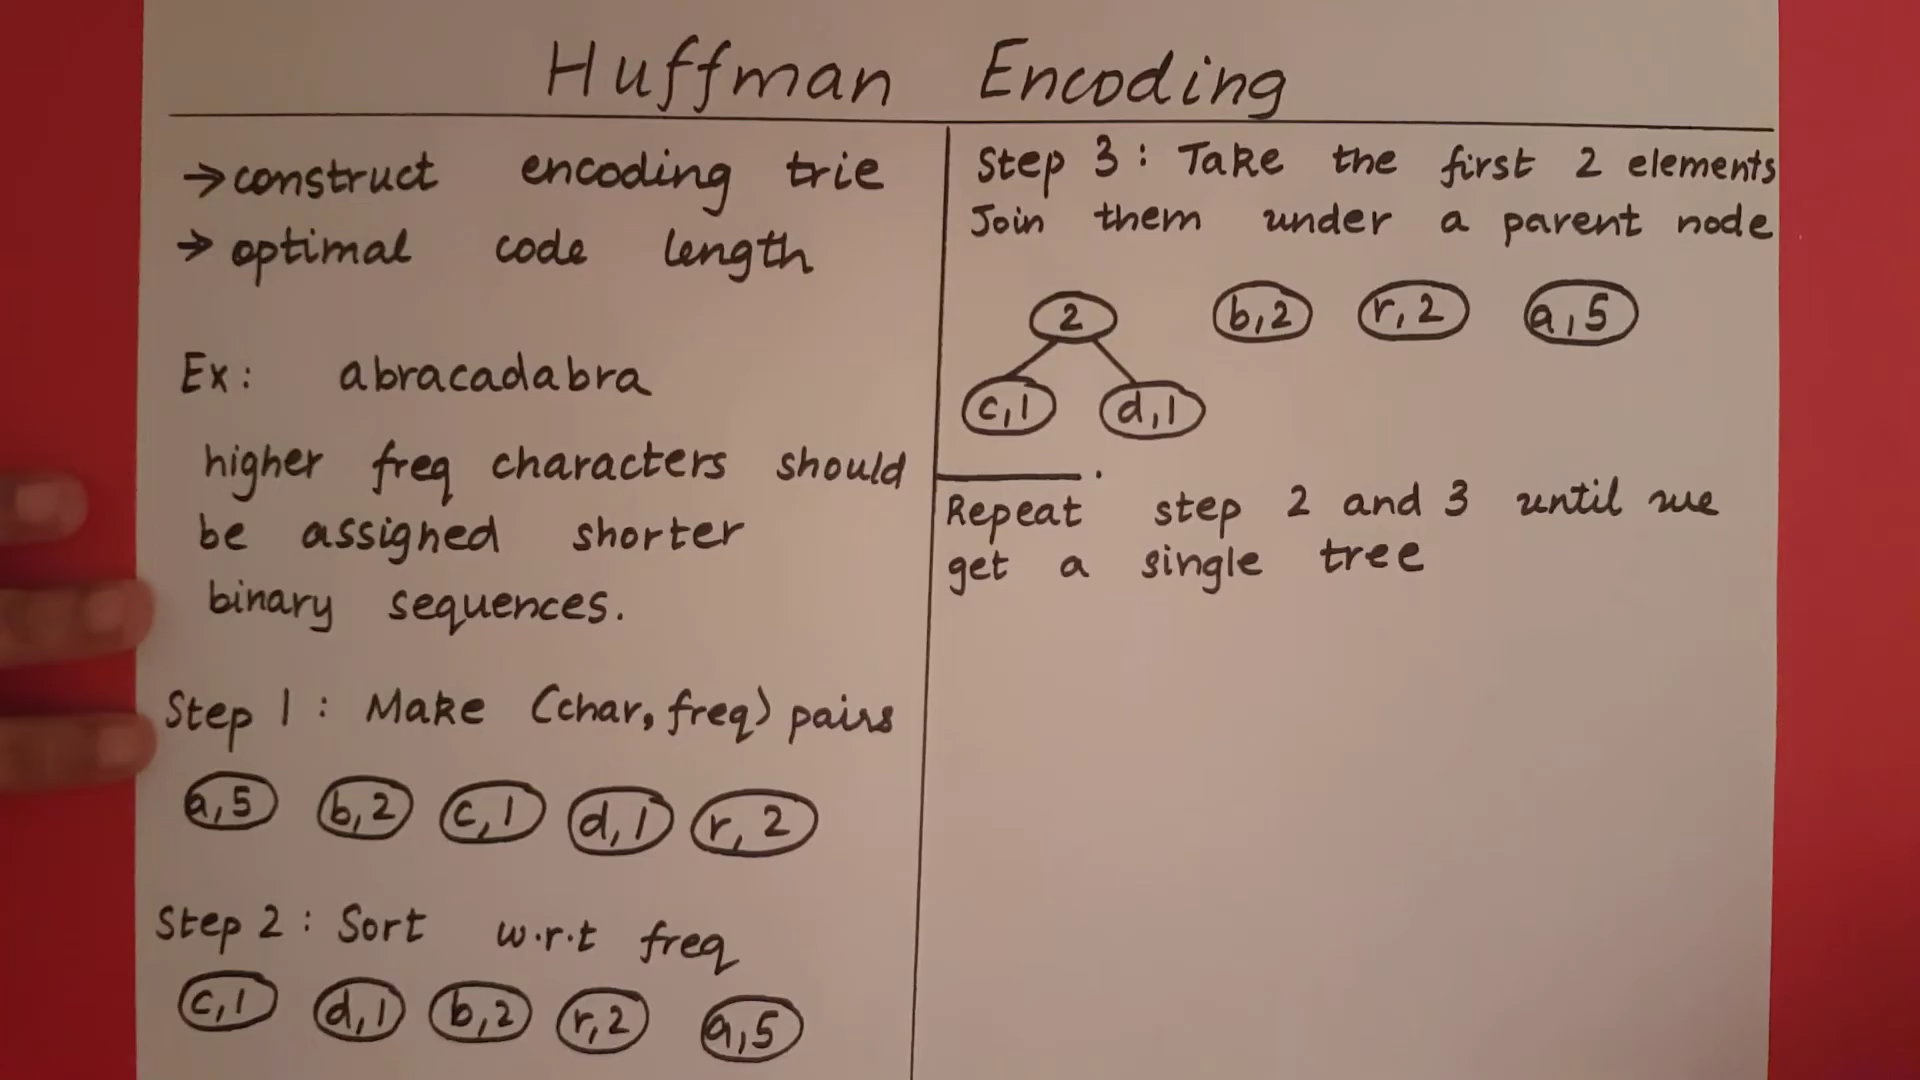 Huffman Encoding
→ construct encoding trie
→ optimal code length
Ex: abracadabra
higher freq characters should
be assigned shorter
binary sequences.
Step 1: Make (char, freq) pairs
a,5 b,2 c,1 d,1 r,2
Step 2: Sort w.r.t freq
c,1 d,1 b,2 r,2 a,5
Step 3: Take the first 2 elements
Join them under a parent node
2 b,2 r,2 a,5
c,1 d,1
Repeat step 2 and 3 until we
get a single tree